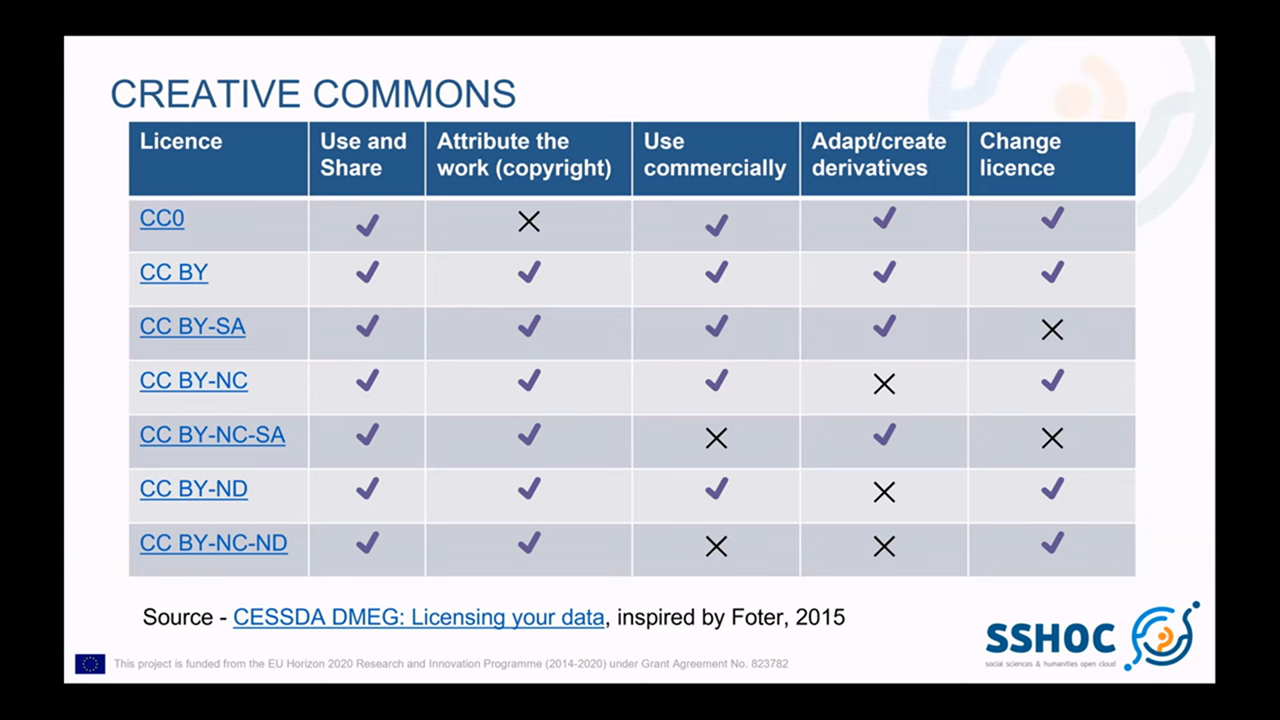 CREATIVE COMMONS
Licence Use and Share Attribute the work (copyright) Use commercially Adapt/create derivatives Change licence
CC0 ✔ ✕ ✔ ✔ ✔
CC BY ✔ ✔ ✔ ✔ ✔
CC BY-SA ✔ ✔ ✔ ✔ ✕
CC BY-NC ✔ ✔ ✔ ✕ ✔
CC BY-NC-SA ✔ ✔ ✕ ✔ ✕
CC BY-ND ✔ ✔ ✔ ✕ ✔
CC BY-NC-ND ✔ ✔ ✕ ✕ ✔
Source - CESSDA DMEG: Licensing your data, inspired by Foter, 2015
SSHOC
social sciences & humanities open cloud
This project is funded from the EU Horizon 2020 Research and Innovation Programme (2014-2020) under Grant Agreement No. 823782